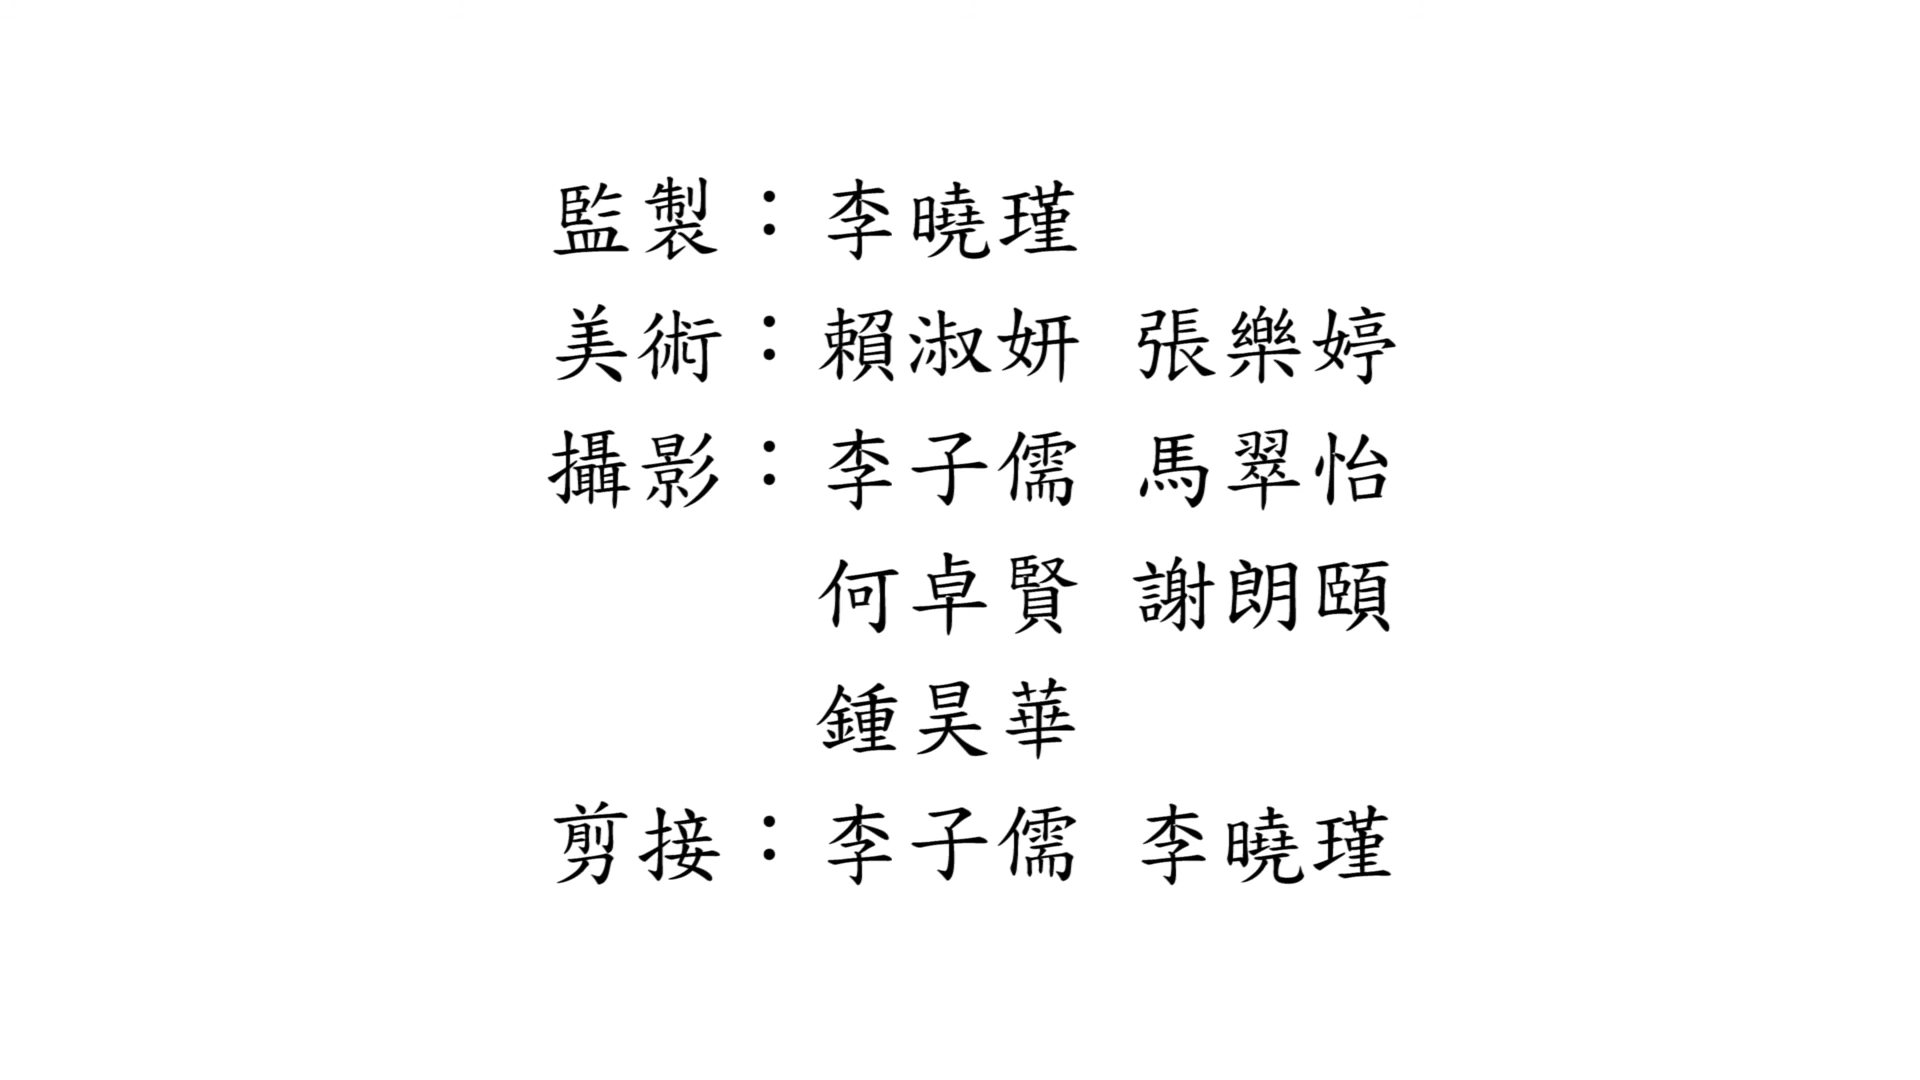 監製：李曉瑾
美術：賴淑妍 張樂婷
攝影：李子儒 馬翠怡
何卓賢 謝朗頤
鍾昊華
剪接：李子儒 李曉瑾